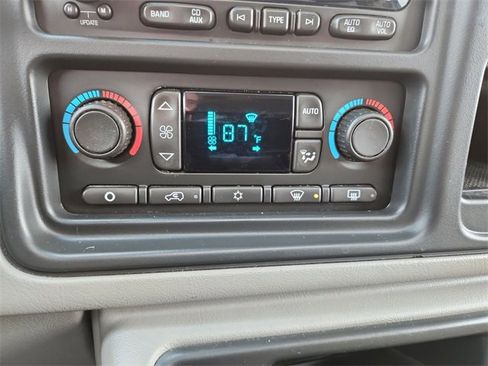 BAND
CD
AUX
TYPE
AUTO
EQ.
AUTO
VOL
H
M
UPDATE
AUTO
87°F